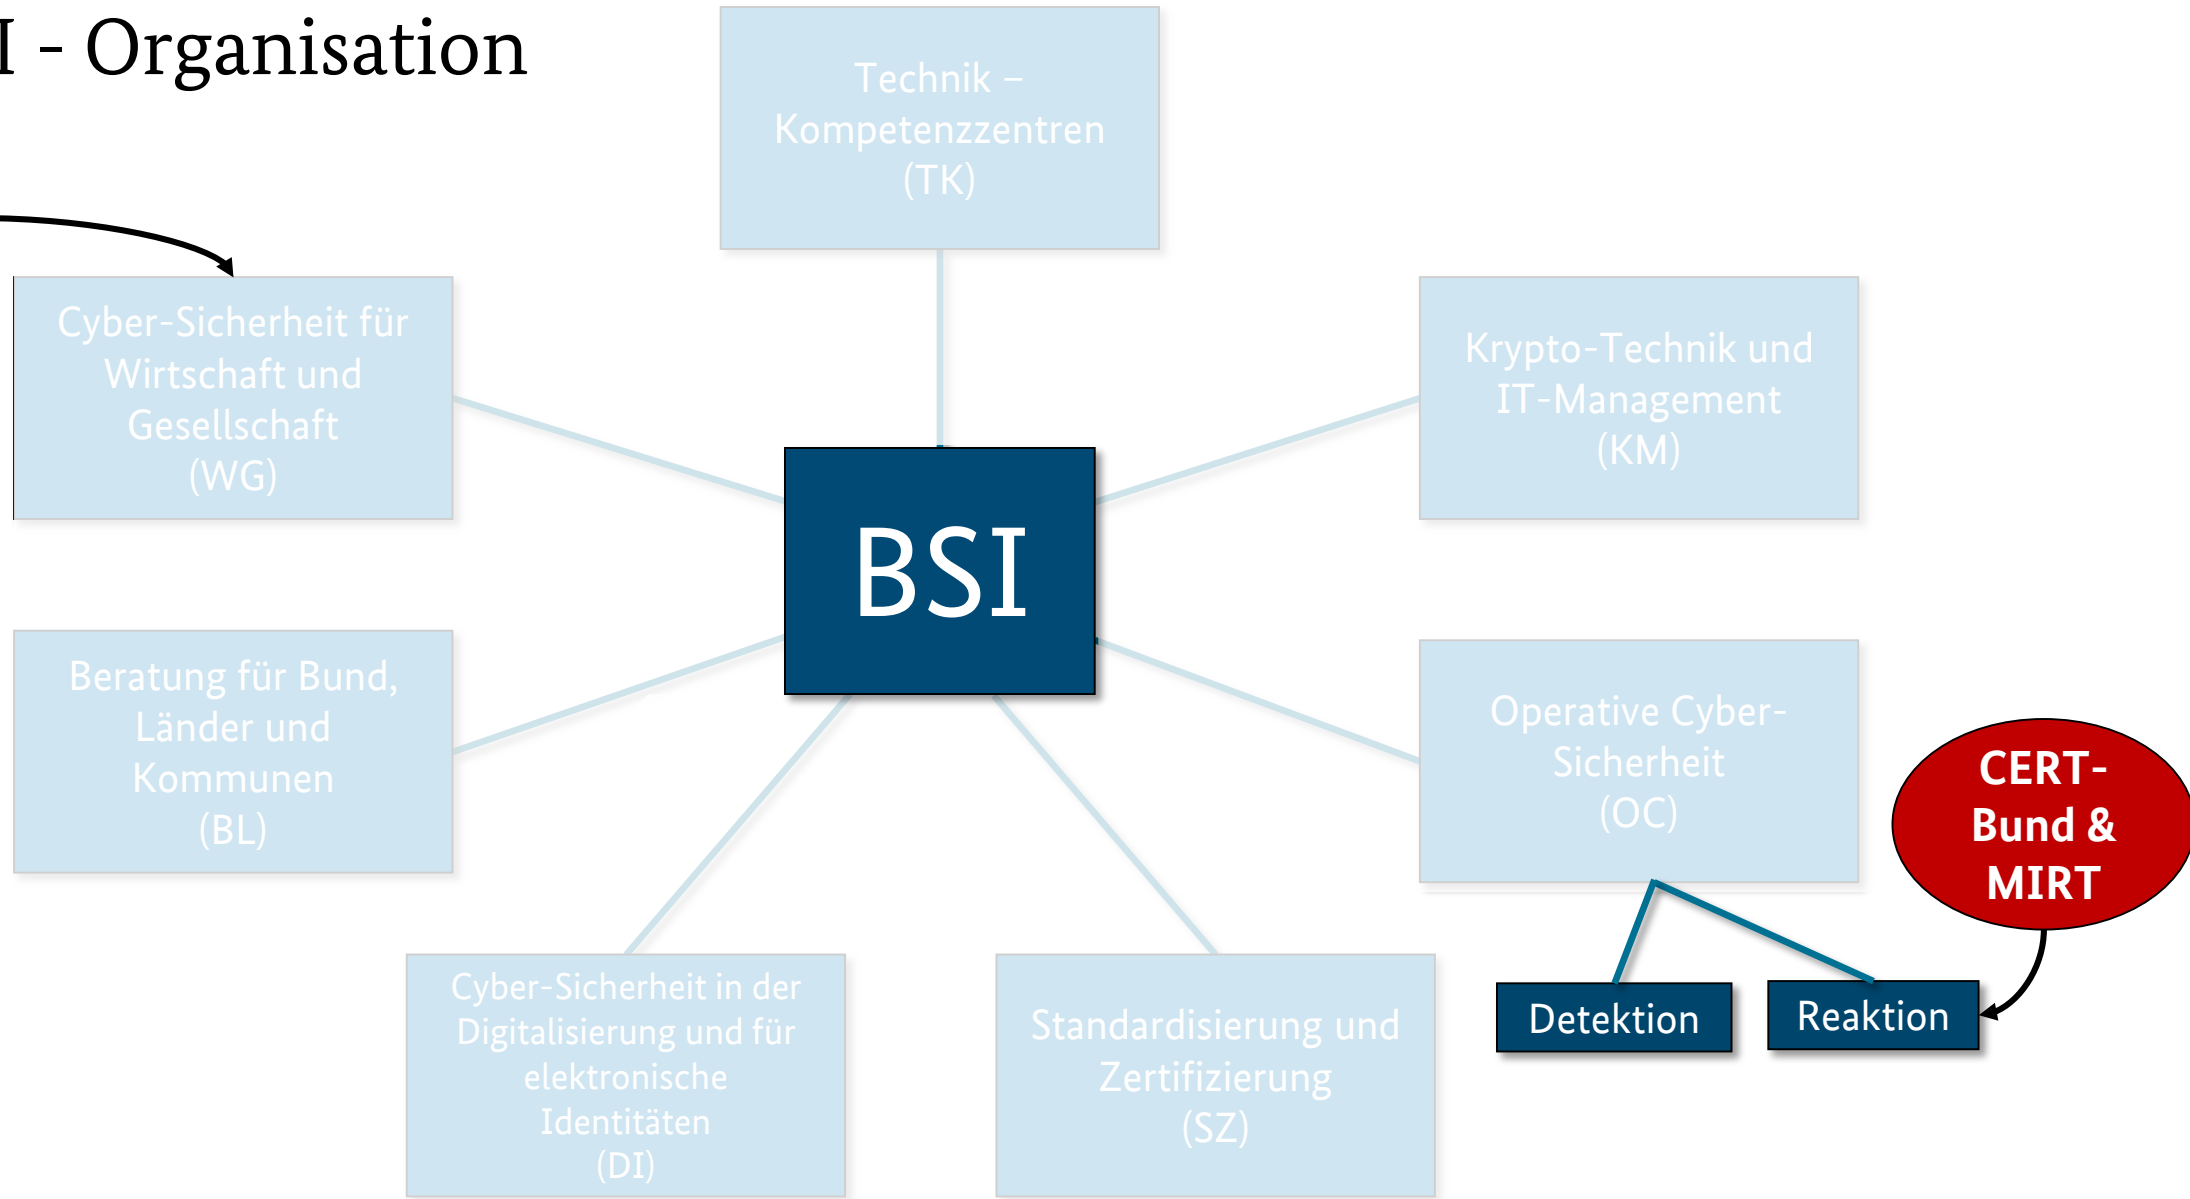 I - Organisation
Technik –
Kompetenzzentren
(TK)
Cyber-Sicherheit für
Wirtschaft und
Gesellschaft
(WG)
Krypto-Technik und
IT-Management
(KM)
BSI
Beratung für Bund,
Länder und
Kommunen
(BL)
Operative Cyber-
Sicherheit
(OC)
CERT-
Bund &
MIRT
Cyber-Sicherheit in der
Digitalisierung und für
elektronische
Identitäten
(DI)
Standardisierung und
Zertifizierung
(SZ)
Detektion
Reaktion